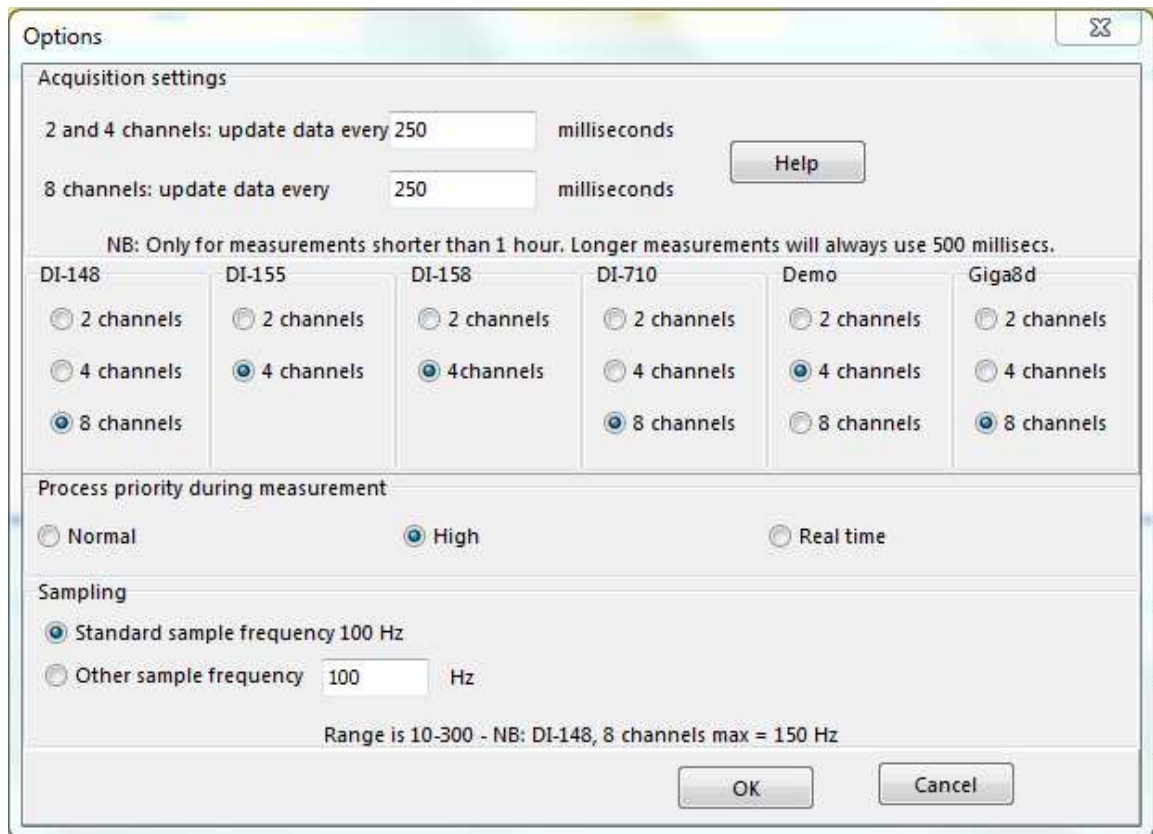 Options
Acquisition settings
2 and 4 channels: update data every 250 milliseconds
Help
8 channels: update data every 250 milliseconds
NB: Only for measurements shorter than 1 hour. Longer measurements will always use 500 millisecs.
DI-148 DI-155 DI-158 DI-710 Demo Giga8d
2 channels 2 channels 2 channels 2 channels 2 channels 2 channels
4 channels 4 channels 4channels 4 channels 4 channels 4 channels
8 channels 8 channels 8 channels 8 channels
Process priority during measurement
Normal High Real time
Sampling
Standard sample frequency 100 Hz
Other sample frequency 100 Hz
Range is 10-300 - NB: DI-148, 8 channels max = 150 Hz
OK Cancel